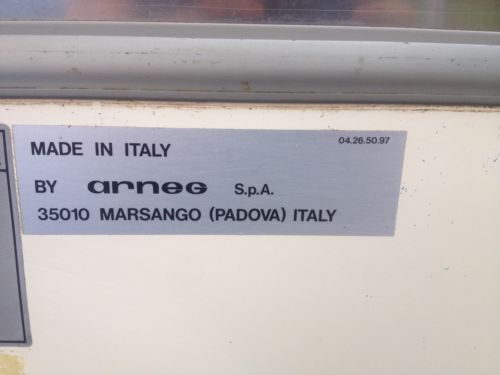 MADE IN ITALY
04.26.50.97
BY arneg S.p.A.
35010 MARSANGO (PADOVA) ITALY